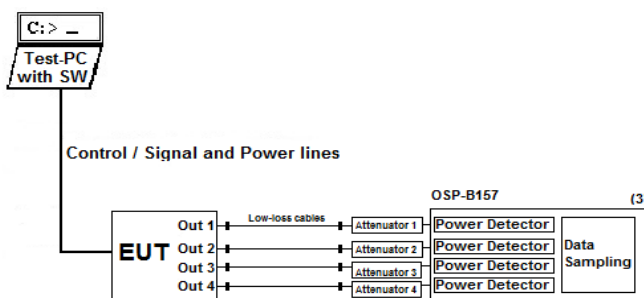 C:> _
Test-PC
with SW
Control / Signal and Power lines
OSP-B157
(3
EUT
Out 1
Low-loss cables
Attenuator 1
Power Detector
Out 2
Attenuator 2
Power Detector
Out 3
Attenuator 3
Power Detector
Out 4
Attenuator 4
Power Detector
Data
Sampling